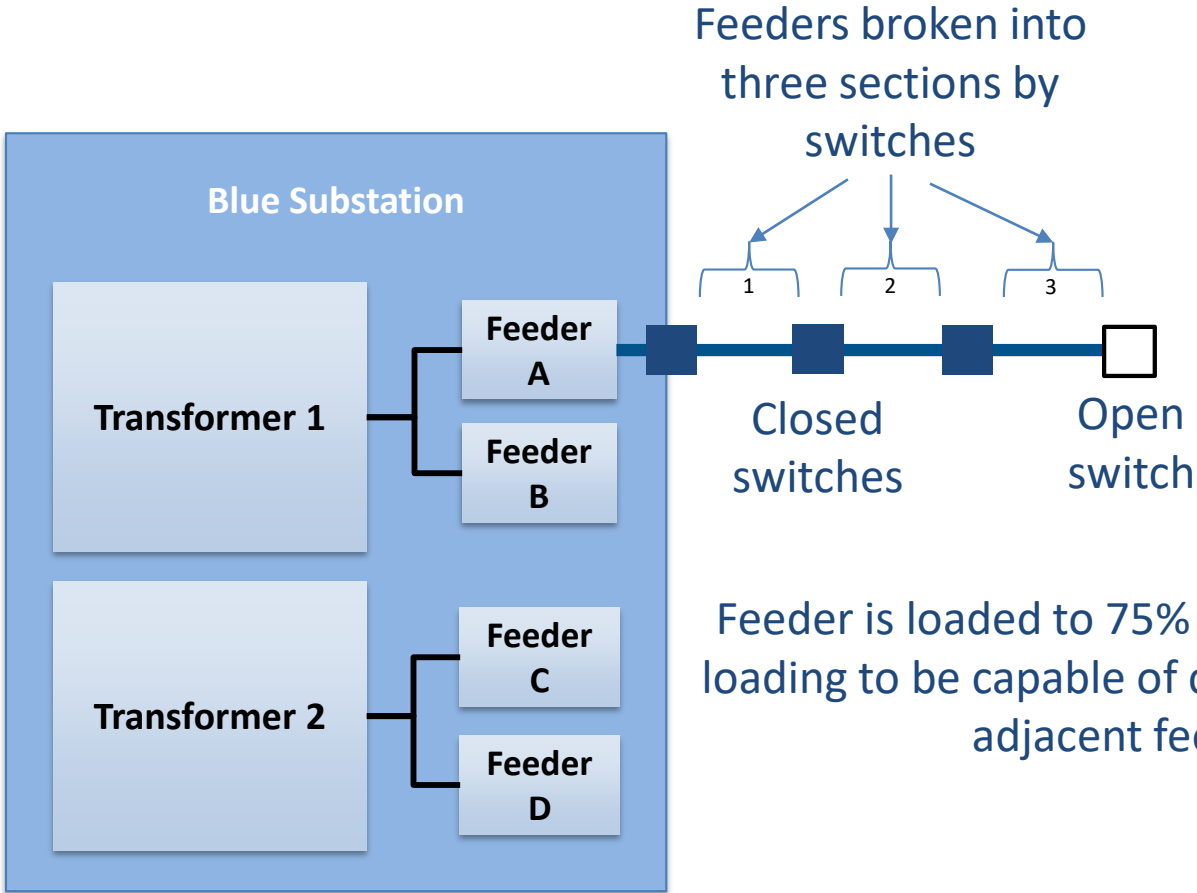 Feeders broken into
three sections by
switches
Blue Substation
1
2
3
Transformer 1
Feeder
A
Feeder
B
Closed
switches
Open
switch
Transformer 2
Feeder
C
Feeder
D
Feeder is loaded to 75%
loading to be capable of
adjacent